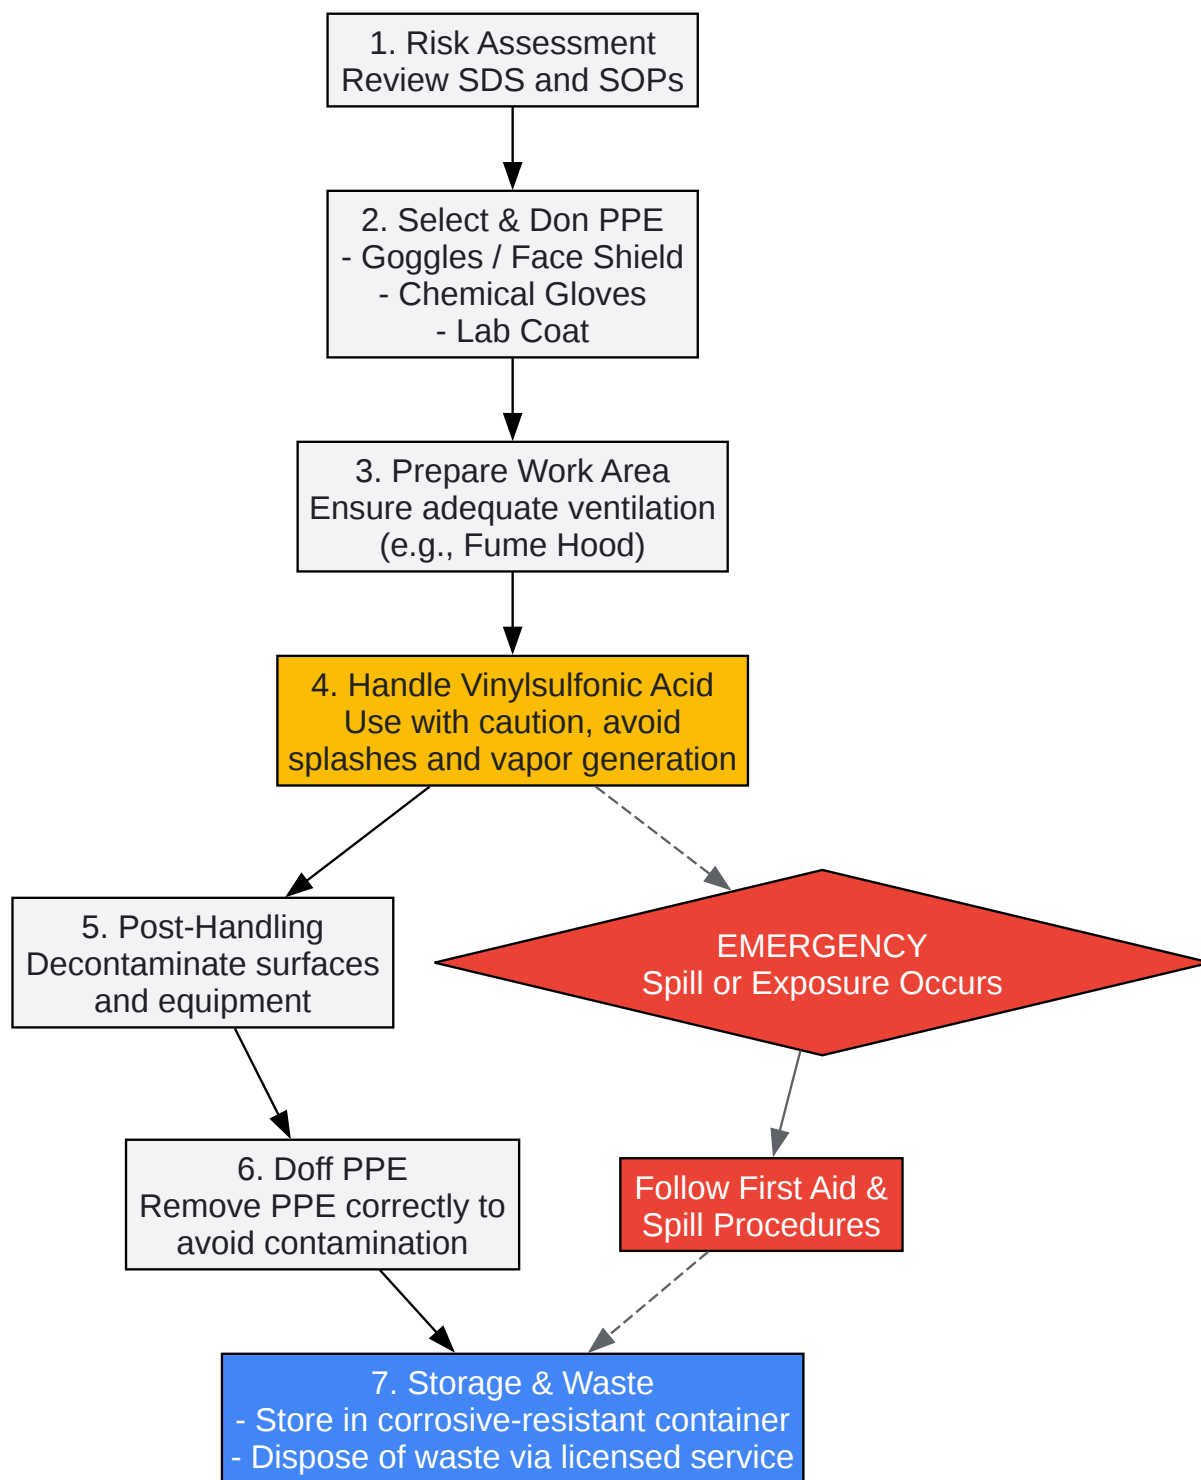 1. Risk Assessment
Review SDS and SOPs
2. Select & Don PPE
- Goggles / Face Shield
- Chemical Gloves
- Lab Coat
3. Prepare Work Area
Ensure adequate ventilation
(e.g., Fume Hood)
4. Handle Vinylsulfonic Acid
Use with caution, avoid
splashes and vapor generation
5. Post-Handling
Decontaminate surfaces
and equipment
EMERGENCY
Spill or Exposure Occurs
6. Doff PPE
Remove PPE correctly to
avoid contamination
Follow First Aid &
Spill Procedures
7. Storage & Waste
- Store in corrosive-resistant container
- Dispose of waste via licensed service